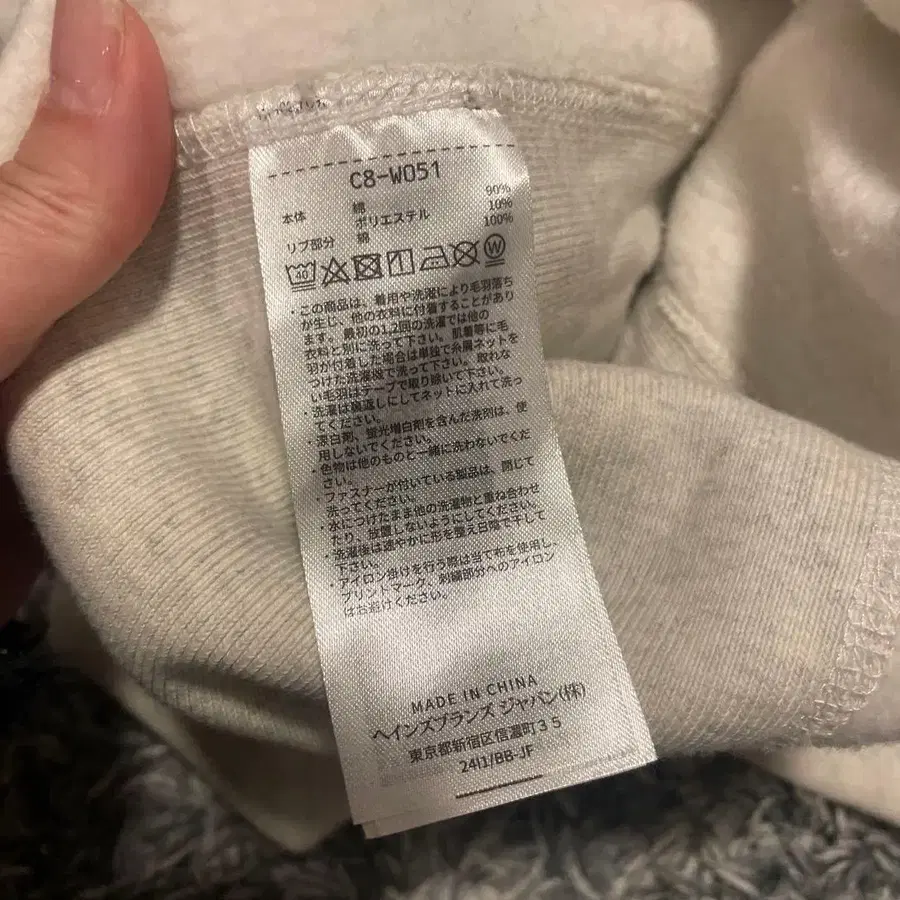 C8-W051
本体 綿 90%
ポリエステル 10%
リブ部分 綿 100%
40 W
・この商品は、着用や洗濯により毛羽落ち
が生じ、他の衣料に付着することがあり
ます。最初の1,2回の洗濯では他の
衣料と別に洗って下さい。肌着等に毛
羽が付着した場合は単独で糸屑ネットを
つけた洗濯機で洗って下さい。取れな
い毛羽はテープで取り除いて下さい。
・洗濯は裏返しにしてネットに入れて洗っ
てください。
・漂白剤、蛍光増白剤を含んだ洗剤は、使
用しないでください。
・色物は他のものと一緒に洗わないでくだ
さい。
・ファスナーが付いている製品は、閉じて
洗ってください。
・水につけたまま他の洗濯物と重ね合わせ
たり、放置しないようにしてください。
・洗濯後は速やかに形を整え日陰で干して
下さい。
・アイロン掛けを行う際は当て布を使用し、
プリントマーク、刺繍部分へのアイロン
はお避けください。
MADE IN CHINA
ヘインズブランズ ジャパン(株)
東京都新宿区信濃町35
24I1/BB-JF